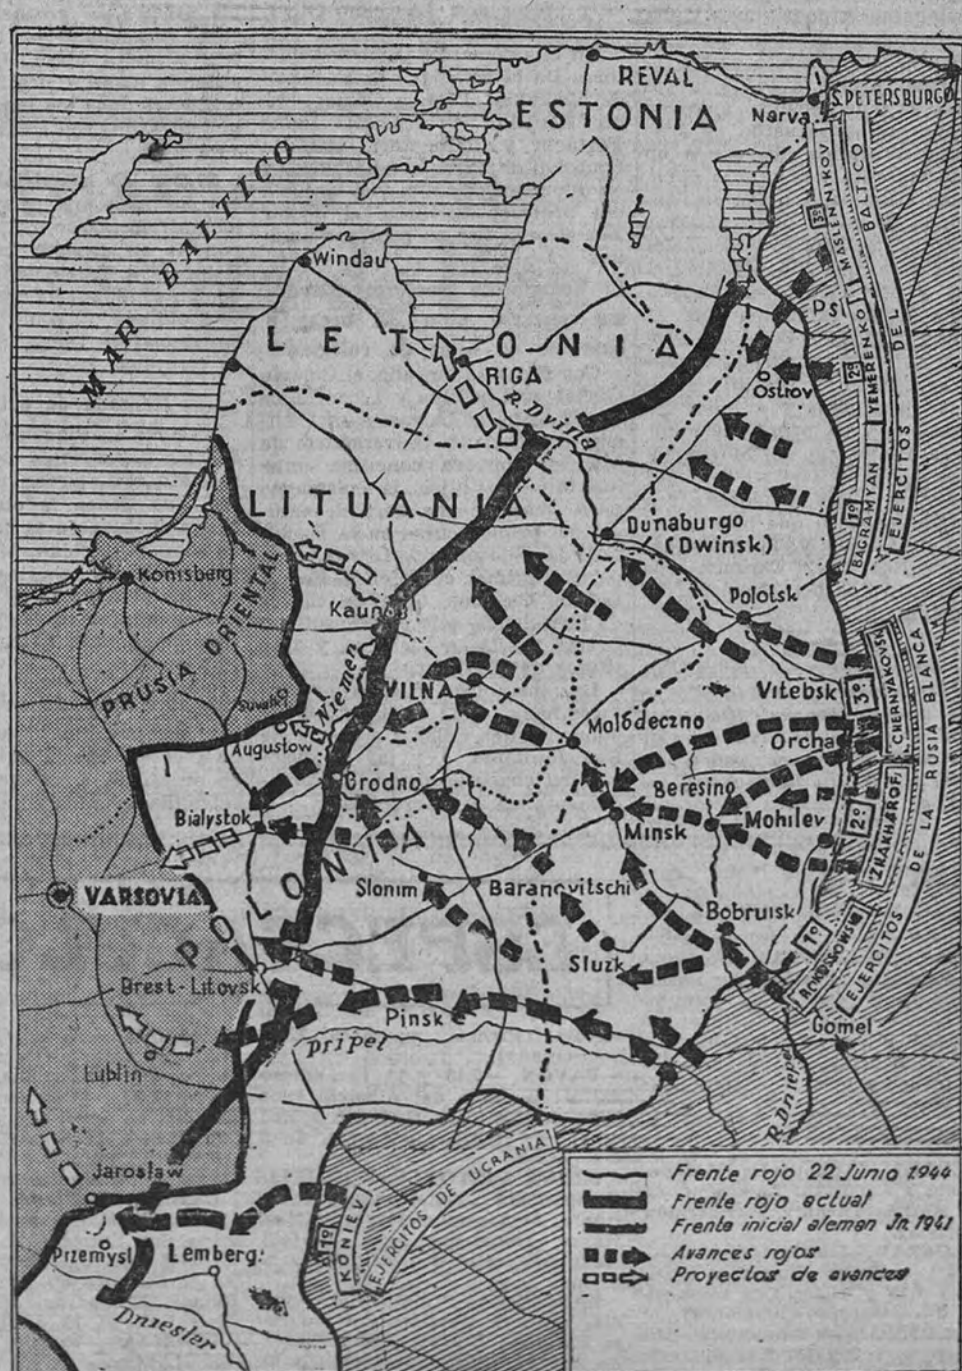 REVAL
ESTONIA
Narva
S. PETERSBURGO
MAR BALTICO
Windau
LETONIA
RIGA
R. Dvina
Ostrov
3º MASLENNIKOV
2º YEMERENKO
1º BAGRAMYAN
EJERCITOS DEL BALTICO
LITUANIA
Dunaburgo
(Dwinsk)
Konisberg
Kaunas
Polotsk
PRUSIA ORIENTAL
Niemen
VILNA
Vitebsk
3º CHERNYAKOVSKY
Suwalki
Augustow
Molodeczno
Orcha
Grodno
Beresino
Bialystok
Minsk
Mohilev
2º ZHAKHAROF
EJERCITOS DE LA RUSIA BLANCA
POLONIA
VARSOVIA
Slonim
Baranovitschi
Bobruisk
1º ROKOSSOWSKI
Sluzk
Brest-Litovsk
Pinsk
Gomel
pripet
Lublin
R. Dnieper
Jaroslaw
1º KONIEV
EJERCITOS DE UCRANIA
Przemysl
Lemberg
Dniester
Frente rojo 22 Junio 1944
Frente rojo actual
Frente inicial aleman Jn 1941
Avances rojos
Proyectos de avances